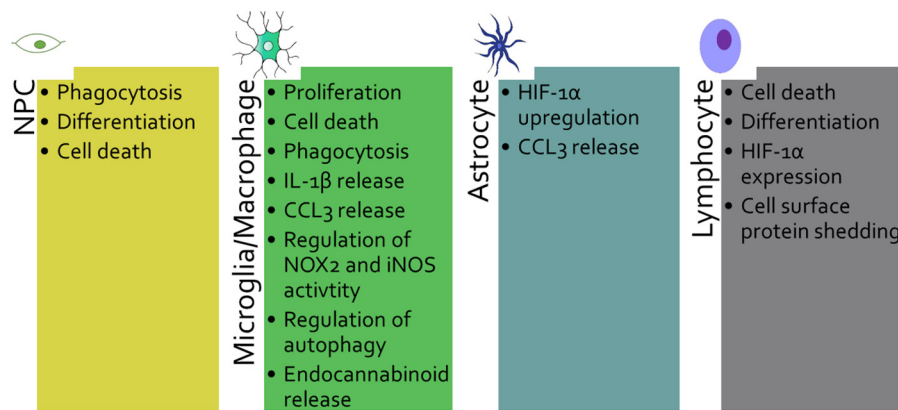 NPC
• Phagocytosis
• Differentiation
• Cell death
Microglia/Macrophage
• Proliferation
• Cell death
• Phagocytosis
• IL-1β release
• CCL3 release
• Regulation of
NOX2 and iNOS
activtity
• Regulation of
autophagy
• Endocannabinoid
release
Astrocyte
• HIF-1α
upregulation
• CCL3 release
Lymphocyte
• Cell death
• Differentiation
• HIF-1α
expression
• Cell surface
protein shedding